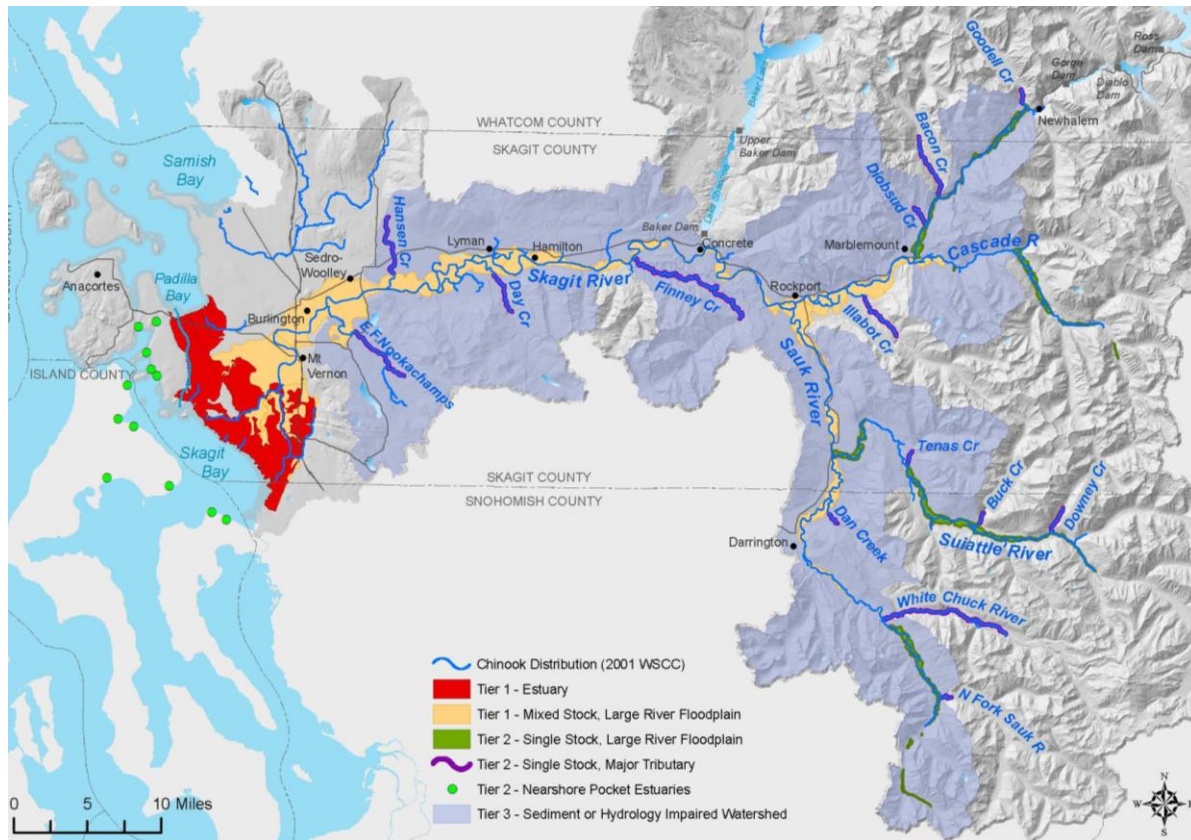 WHATCOM COUNTY
SKAGIT COUNTY
Samish
Bay
Goodell Cr
Ross
Dam
Gorge
Dam
Diablo
Dam
Newhalem
Baker Lake
Upper
Baker Dam
Bacon Cr
Diobsud Cr
Lake Shannon
Baker Dam
Concrete
Marblemount
Cascade R
Hansen Cr
Lyman
Hamilton
Sedro-
Woolley
Anacortes
Padilla
Bay
Skagit River
Day Cr
Finney Cr
Rockport
Illabot Cr
Burlington
E.F. Nookachamps
Mt
Vernon
ISLAND COUNTY
Sauk River
Skagit
Bay
SKAGIT COUNTY
SNOHOMISH COUNTY
Tenas Cr
Buck Cr
Downey Cr
Suiattle River
Dan Creek
Darrington
White Chuck River
N Fork Sauk R
Chinook Distribution (2001 WSCC)
Tier 1 - Estuary
Tier 1 - Mixed Stock, Large River Floodplain
Tier 2 - Single Stock, Large River Floodplain
Tier 2 - Single Stock, Major Tributary
Tier 2 - Nearshore Pocket Estuaries
Tier 3 - Sediment or Hydrology Impaired Watershed
0 5 10 Miles
N
W E
S